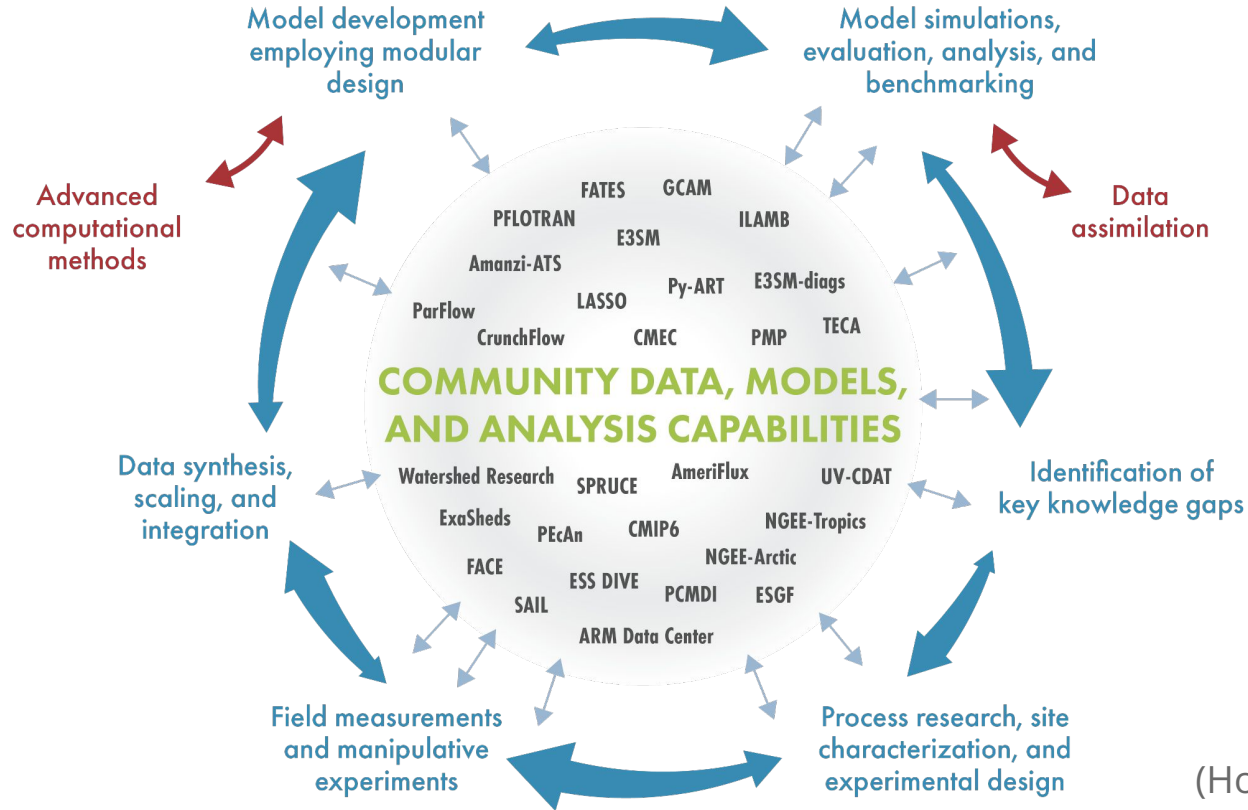 Model development
employing modular
design
Model simulations,
evaluation, analysis, and
benchmarking
Advanced
computational
methods
Data
assimilation
FATES
GCAM
PFLOTRAN
ILAMB
E3SM
Amanzi-ATS
Py-ART
E3SM-diags
LASSO
ParFlow
TECA
CrunchFlow
CMEC
PMP
COMMUNITY DATA, MODELS,
AND ANALYSIS CAPABILITIES
Data synthesis,
scaling, and
integration
Watershed Research
SPRUCE
AmeriFlux
UV-CDAT
Identification of
key knowledge gaps
ExaSheds
PEcAn
CMIP6
NGEE-Tropics
FACE
ESS DIVE
NGEE-Arctic
SAIL
PCMDI
ESGF
ARM Data Center
Field measurements
and manipulative
experiments
Process research, site
characterization, and
experimental design